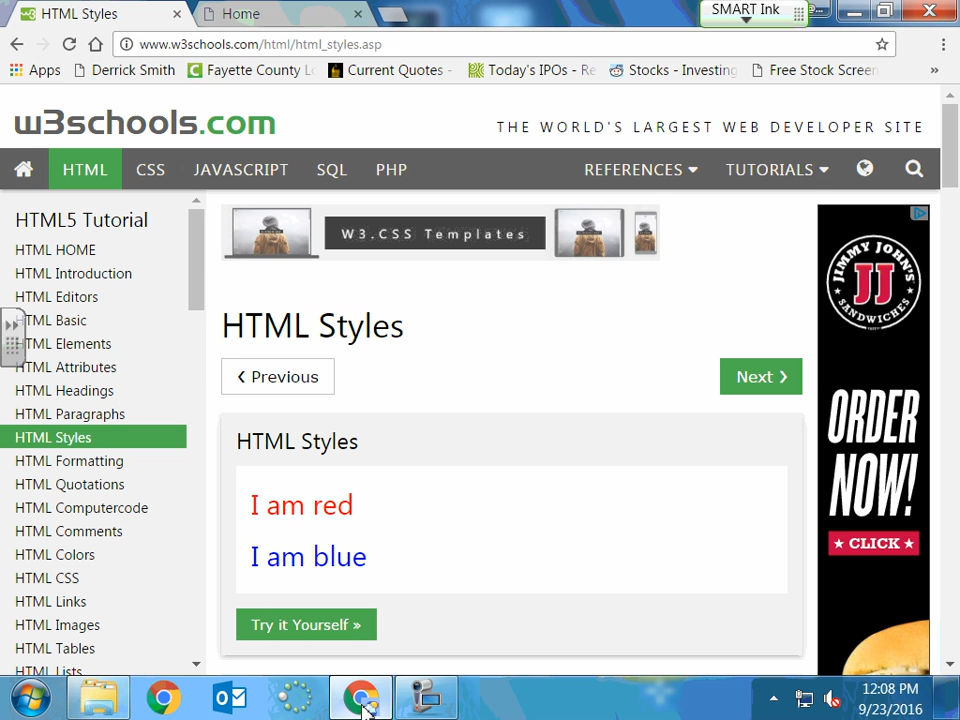 HTML Styles
Home
SMART Ink
www.w3schools.com/html/html_styles.asp
Apps
Derrick Smith
Fayette County Lo
Current Quotes -
Today's IPOs - Re
Stocks - Investing
Free Stock Screen
»
w3schools.com
THE WORLD'S LARGEST WEB DEVELOPER SITE
HTML
CSS
JAVASCRIPT
SQL
PHP
REFERENCES
TUTORIALS
HTML5 Tutorial
HTML HOME
HTML Introduction
HTML Editors
HTML Basic
HTML Elements
HTML Attributes
HTML Headings
HTML Paragraphs
HTML Styles
HTML Formatting
HTML Quotations
HTML Computercode
HTML Comments
HTML Colors
HTML CSS
HTML Links
HTML Images
HTML Tables
HTML Lists
W3.CSS Templates
HTML Styles
❮ Previous
Next ❯
HTML Styles
I am red
I am blue
Try it Yourself »
JIMMY JOHN'S
JJ
SANDWICHES
ORDER
NOW!
★ CLICK ★
12:08 PM
9/23/2016